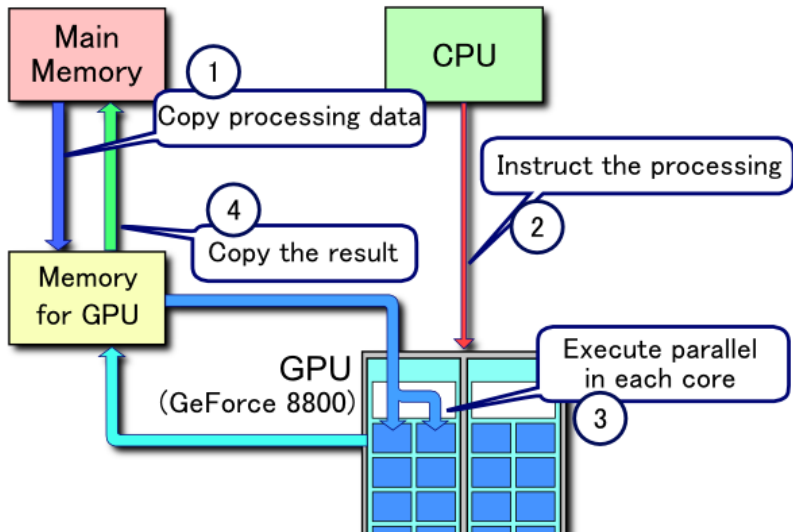 Main
Memory
CPU
1
Copy processing data
Instruct the processing
2
4
Copy the result
Memory
for GPU
GPU
(GeForce 8800)
Execute parallel
in each core
3